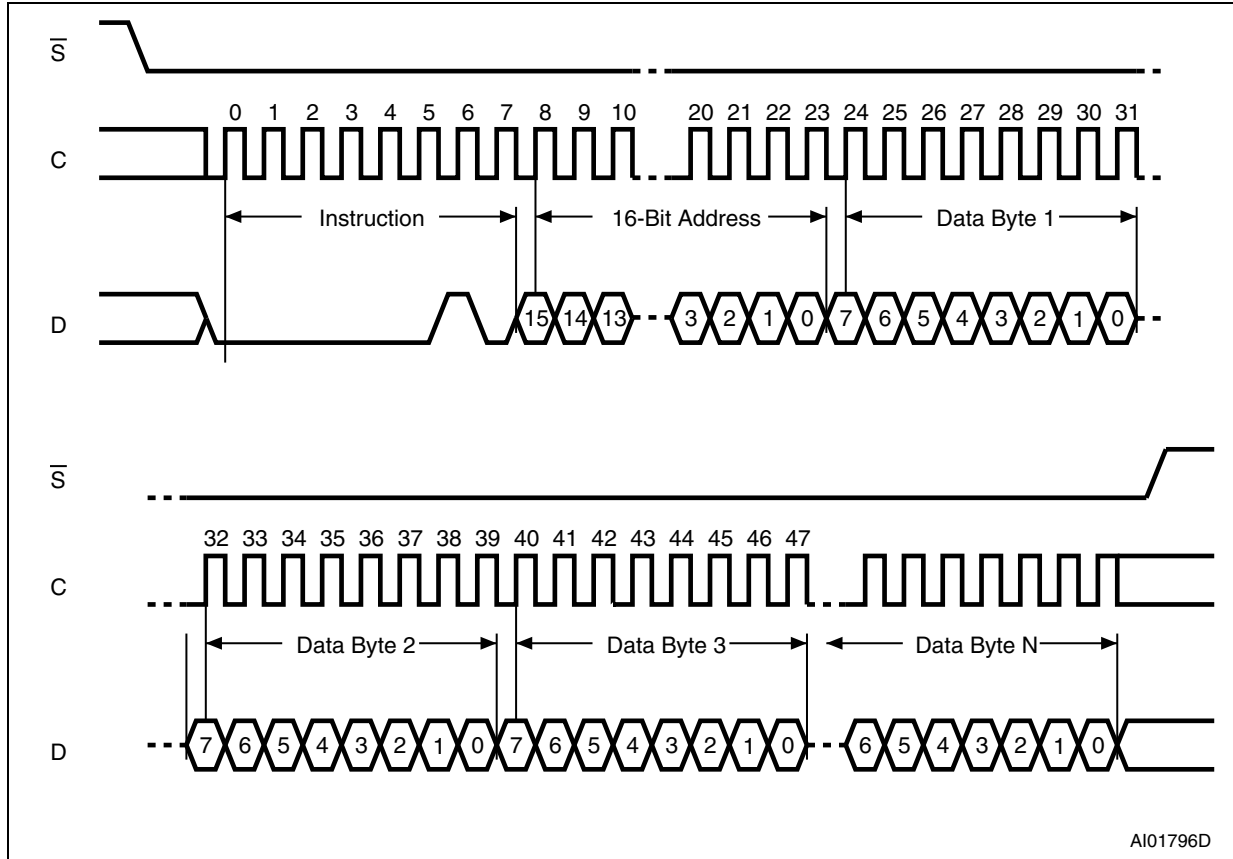 S̅
0 1 2 3 4 5 6 7 8 9 10 20 21 22 23 24 25 26 27 28 29 30 31
C
Instruction 16-Bit Address Data Byte 1
D 15 14 13 3 2 1 0 7 6 5 4 3 2 1 0
S̅
32 33 34 35 36 37 38 39 40 41 42 43 44 45 46 47
C
Data Byte 2 Data Byte 3 Data Byte N
D 7 6 5 4 3 2 1 0 7 6 5 4 3 2 1 0 6 5 4 3 2 1 0
AI01796D